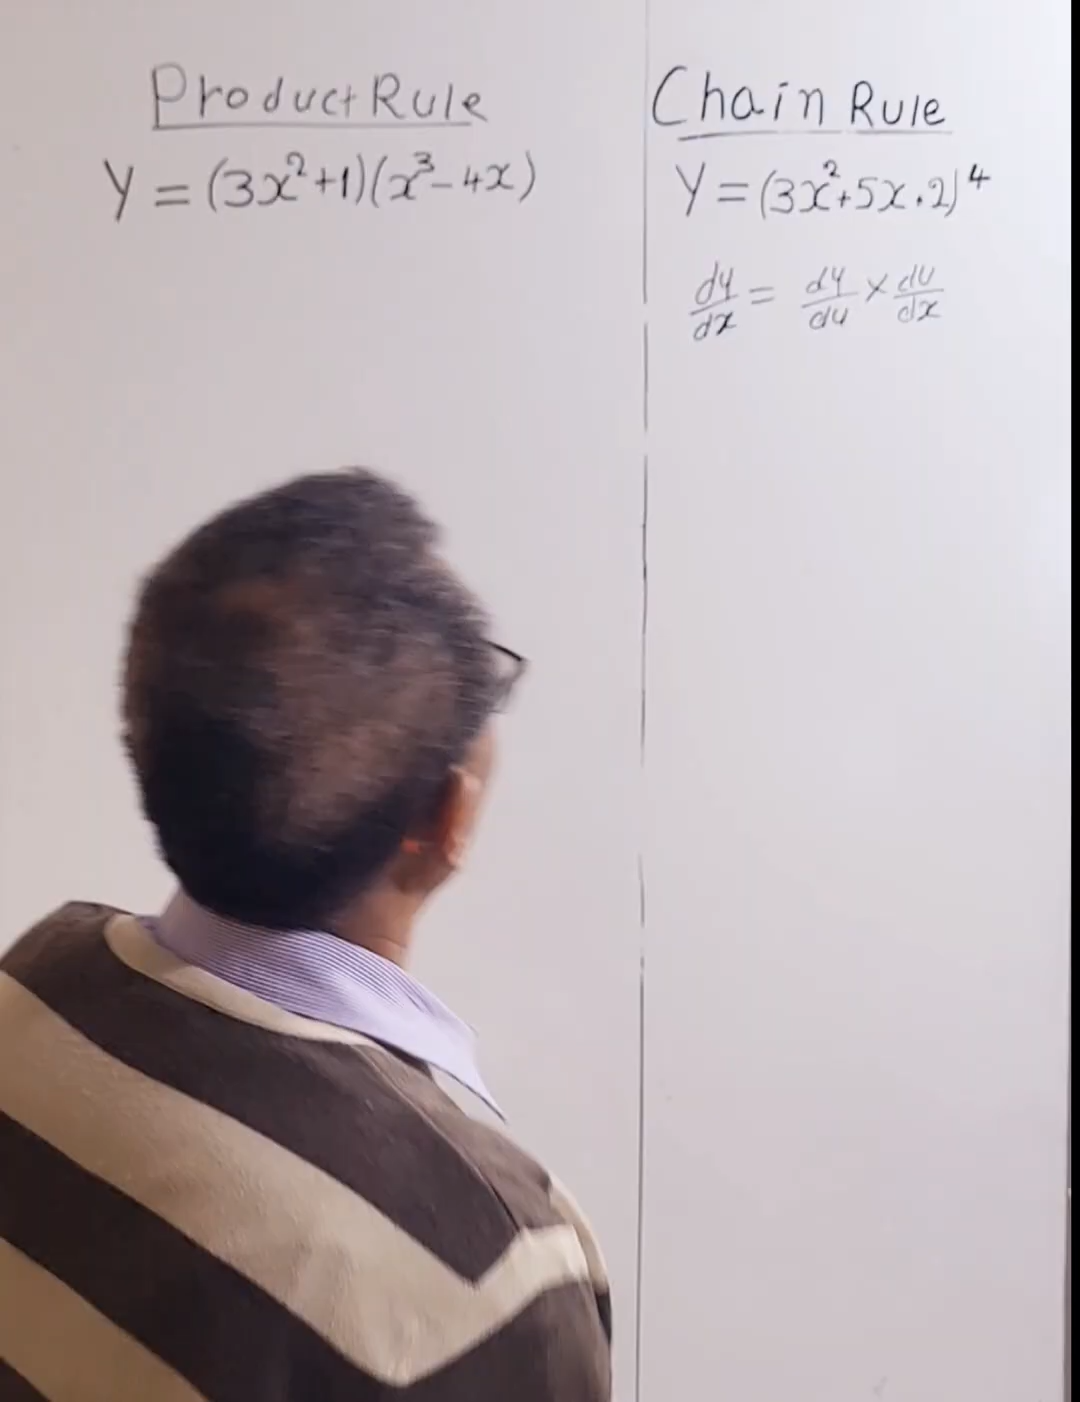 Product Rule
Y = (3x²+1)(x³-4x)
Chain Rule
Y = (3x²+5x.2)⁴
dy/dx = dy/du × du/dx